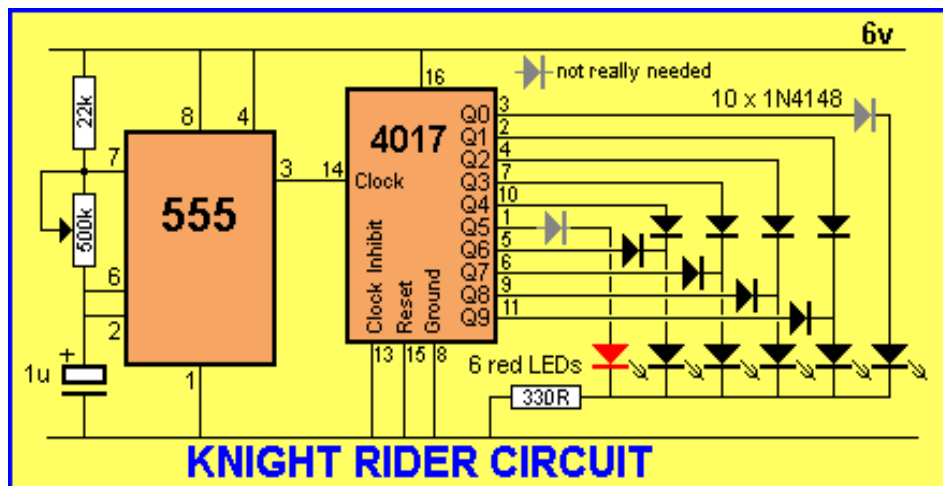 6v
16
not really needed
10 x 1N4148
22k
8
4
7
3
14
555
500k
6
2
1
1u
+
4017
Clock
Clock Inhibit
Reset
Ground
Q0
Q1
Q2
Q3
Q4
Q5
Q6
Q7
Q8
Q9
3
2
4
7
10
1
5
6
9
11
13
15
8
6 red LEDs
330R
KNIGHT RIDER CIRCUIT